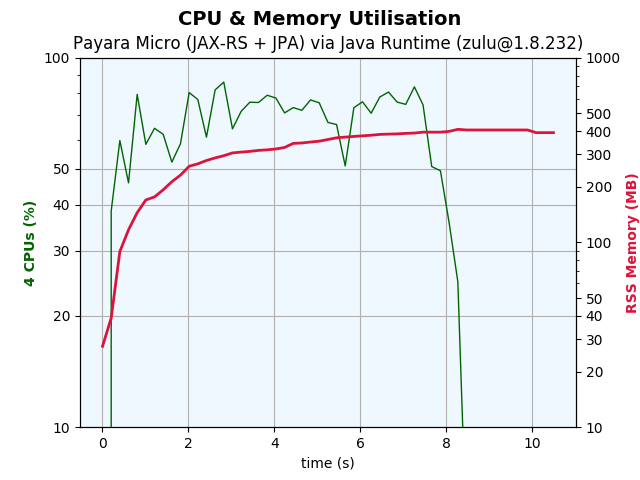 CPU & Memory Utilisation
Payara Micro (JAX-RS + JPA) via Java Runtime (zulu@1.8.232)
100
50
40
30
20
10
4 CPUs (%)
1000
500
400
300
200
100
50
40
30
20
10
RSS Memory (MB)
0 2 4 6 8 10
time (s)